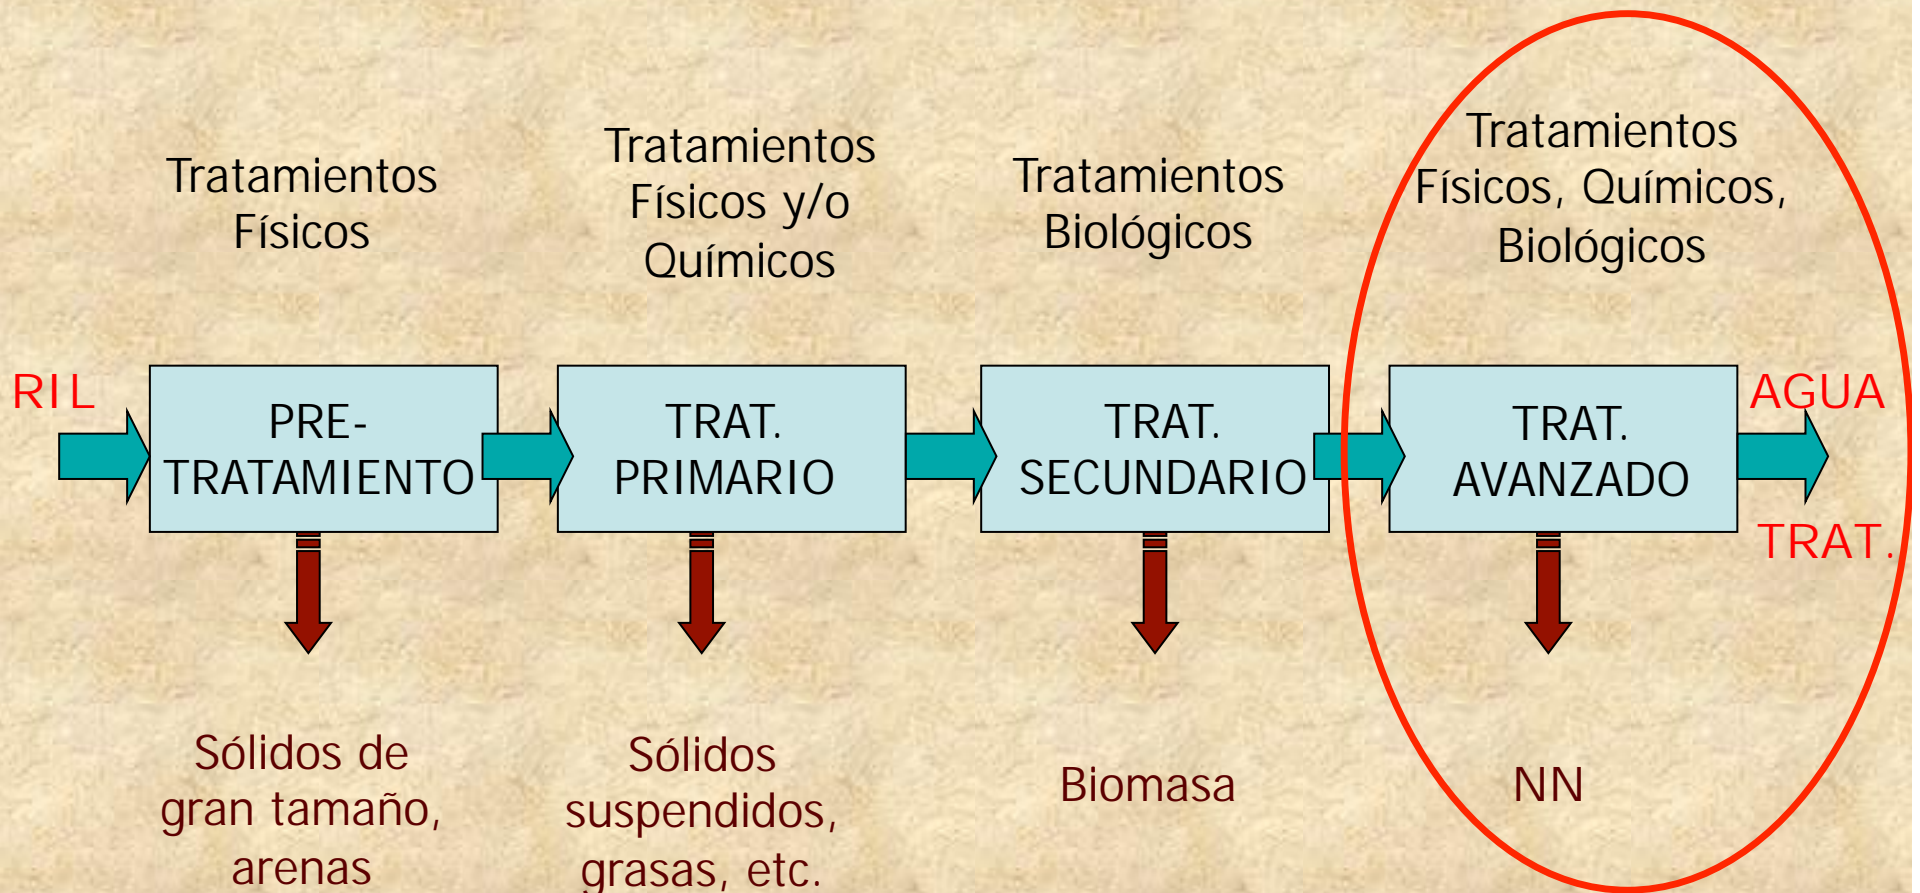 Tratamientos
Físicos
Tratamientos
Físicos y/o
Químicos
Tratamientos
Biológicos
Tratamientos
Físicos, Químicos,
Biológicos
RIL
PRE-
TRATAMIENTO
TRAT.
PRIMARIO
TRAT.
SECUNDARIO
TRAT.
AVANZADO
AGUA
TRAT.
Sólidos de
gran tamaño,
arenas
Sólidos
suspendidos,
grasas, etc.
Biomasa
NN